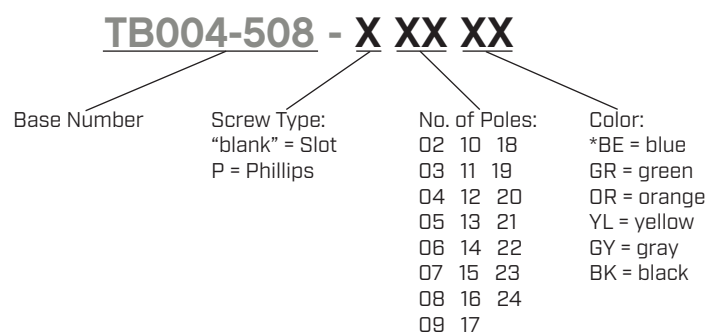 TB004-508 - X XX XX
Base Number
Screw Type:
“blank” = Slot
P = Phillips
No. of Poles:
02 10 18
03 11 19
04 12 20
05 13 21
06 14 22
07 15 23
08 16 24
09 17
Color:
*BE = blue
GR = green
OR = orange
YL = yellow
GY = gray
BK = black